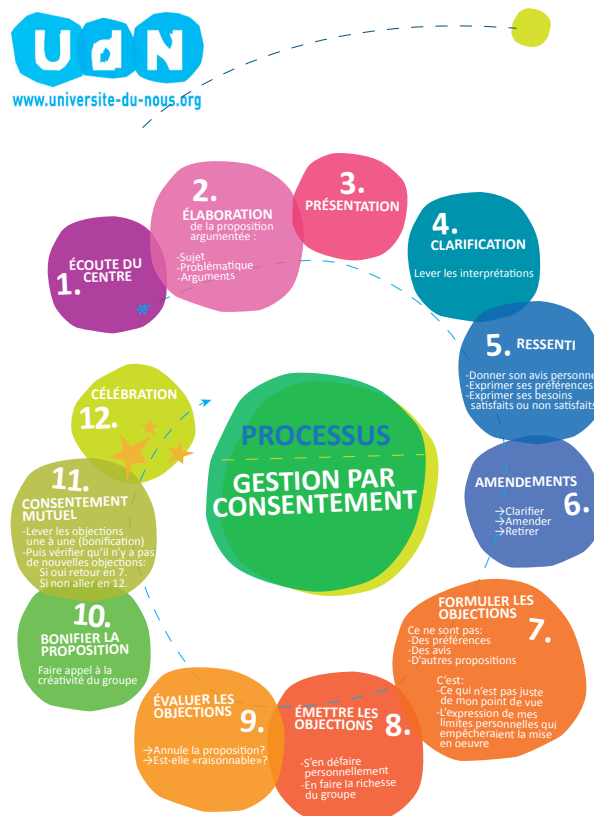 UdN
www.universite-du-nous.org
1.
ÉCOUTE DU
CENTRE
2.
ÉLABORATION
de la proposition
argumentée :
-Sujet
-Problématique
-Arguments
3.
PRÉSENTATION
4.
CLARIFICATION
Lever les interprétations
5. RESSENTI
-Donner son avis personne
-Exprimer ses préférences
-Exprimer ses besoins
satisfaits ou non satisfaits
AMENDEMENTS
6.
→Clarifier
→Amender
→Retirer
FORMULER LES
OBJECTIONS
7.
Ce ne sont pas:
-Des préférences
-Des avis
-D'autres propositions
C'est:
-Ce qui n'est pas juste
de mon point de vue
-L'expression de mes
limites personnelles qui
empêcheraient la mise
en oeuvre
ÉMETTRE LES
OBJECTIONS
8.
-S'en défaire
personnellement
-En faire la richesse
du groupe
ÉVALUER LES
OBJECTIONS
9.
→Annule la proposition?
→Est-elle «raisonnable»?
10.
BONIFIER LA
PROPOSITION
Faire appel à la
créativité du groupe
11.
CONSENTEMENT
MUTUEL
-Lever les objections
une à une (bonification)
-Puis vérifier qu'il n'y a pas
de nouvelles objections:
Si oui retour en 7.
Si non aller en 12.
CÉLÉBRATION
12.
PROCESSUS
GESTION PAR
CONSENTEMENT